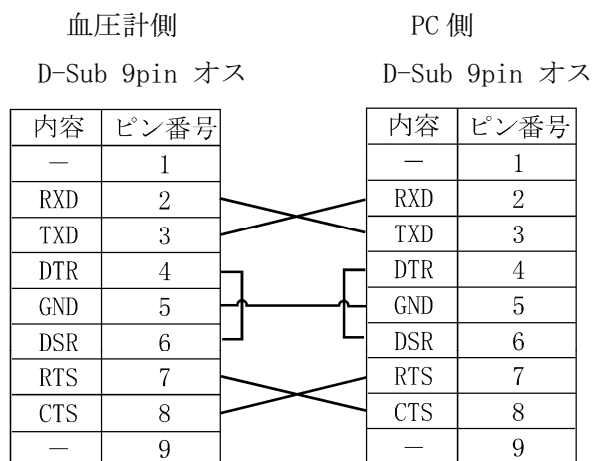 血圧計側 PC 側
D-Sub 9pin オス D-Sub 9pin オス
内容 ピン番号 内容 ピン番号
— 1 — 1
RXD 2 RXD 2
TXD 3 TXD 3
DTR 4 DTR 4
GND 5 GND 5
DSR 6 DSR 6
RTS 7 RTS 7
CTS 8 CTS 8
— 9 — 9